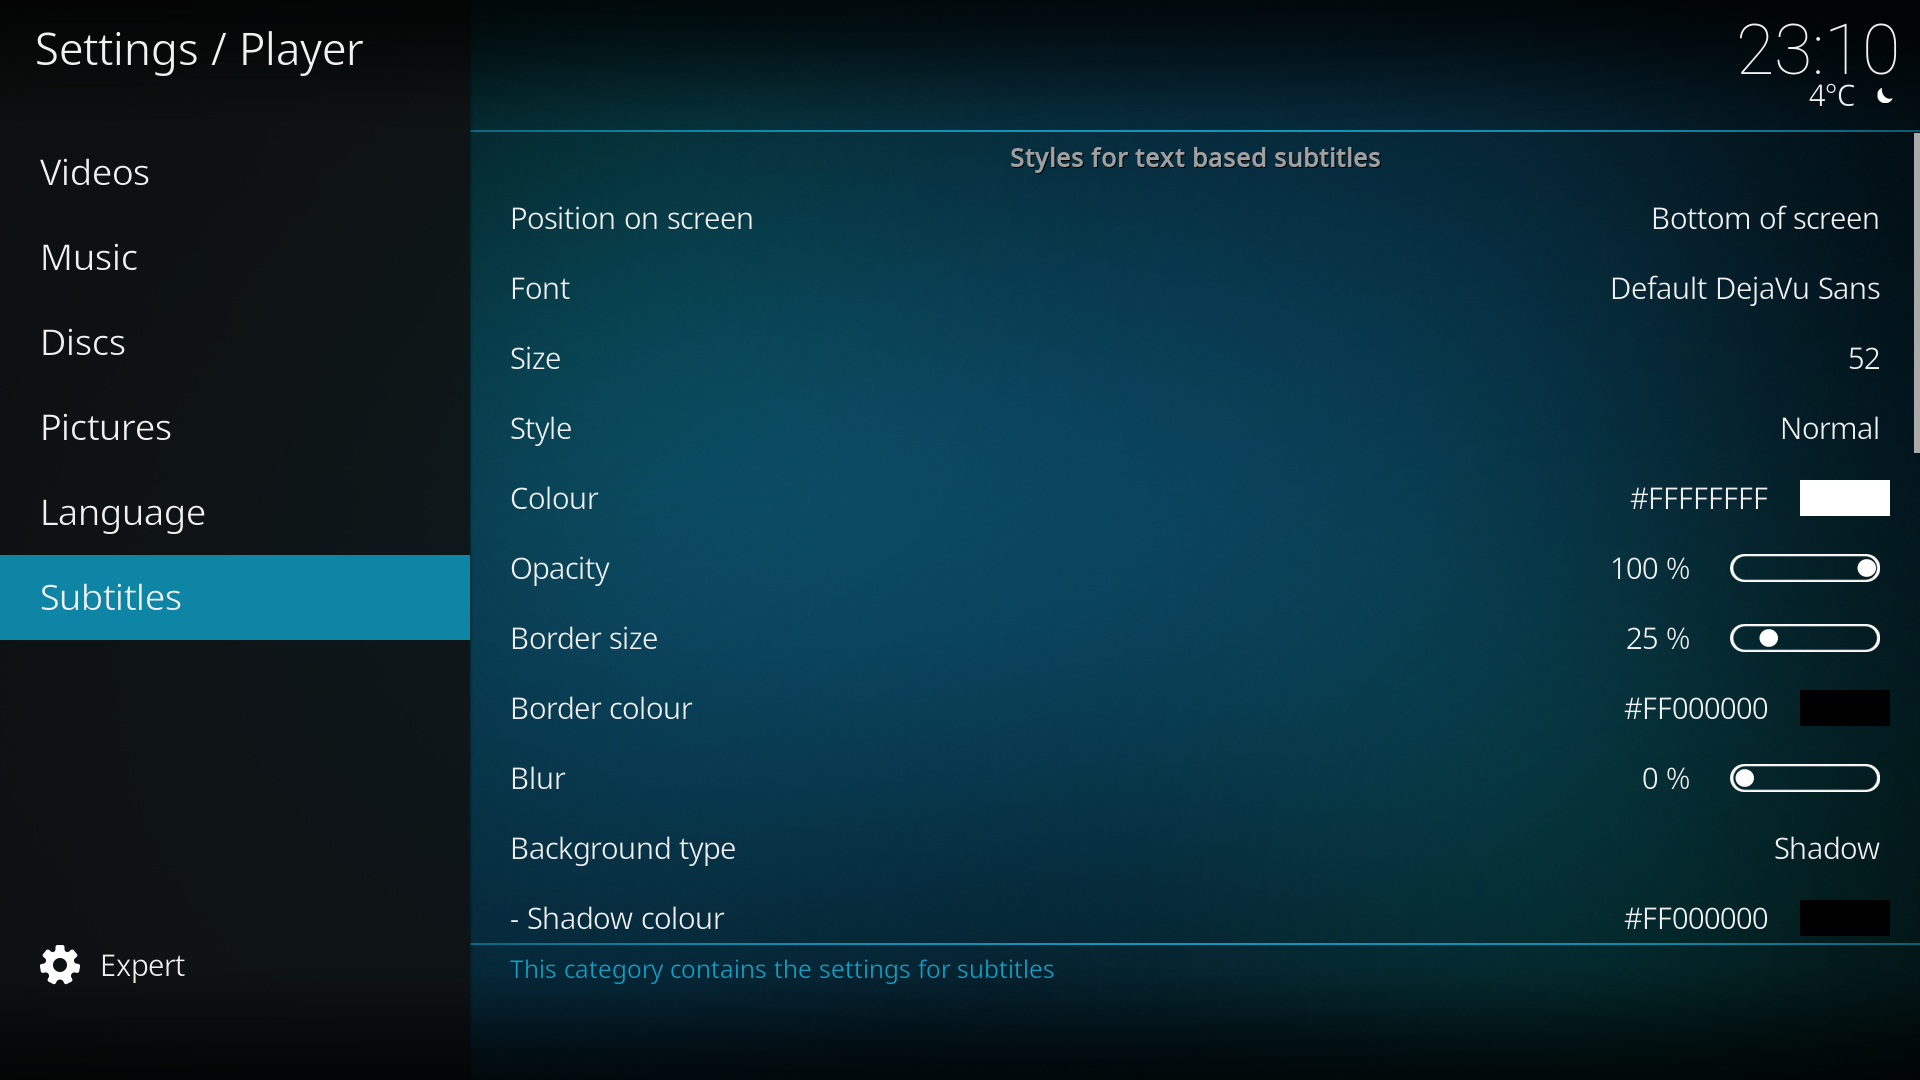 Settings / Player
23:10
4°C
Videos
Music
Discs
Pictures
Language
Subtitles
Expert
Styles for text based subtitles
Position on screen Bottom of screen
Font Default DejaVu Sans
Size 52
Style Normal
Colour #FFFFFFFF
Opacity 100 %
Border size 25 %
Border colour #FF000000
Blur 0 %
Background type Shadow
- Shadow colour #FF000000
This category contains the settings for subtitles